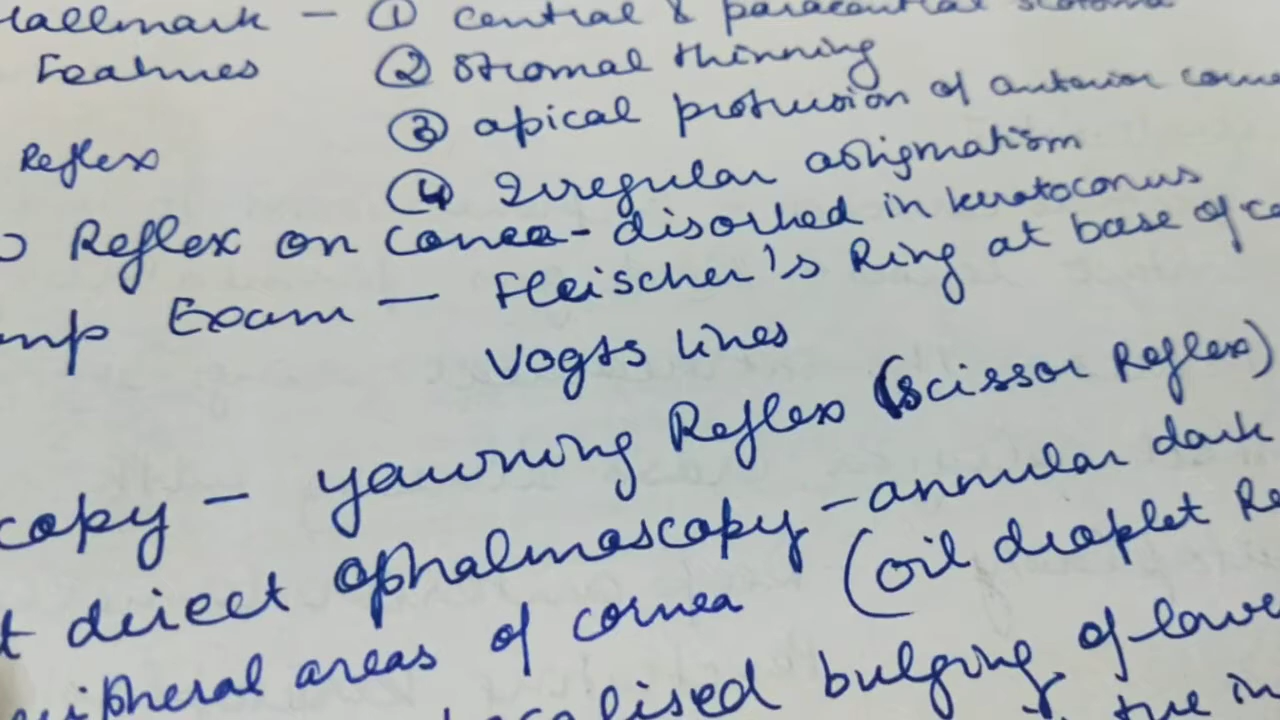 Hallmark - ① central & paracentral
Features ② Stromal thinning
③ apical protrusion of anterior
Reflex ④ Irregular astigmatism
Reflex on Cornea - disorhed in keratoconus
Exam - Fleischer's Ring at base of
Vogts lines
copy - yawning Reflex (Scissor Reflex)
direct ophalmoscopy - annular dark
peripheral areas of cornea (oil droplet
bulging of